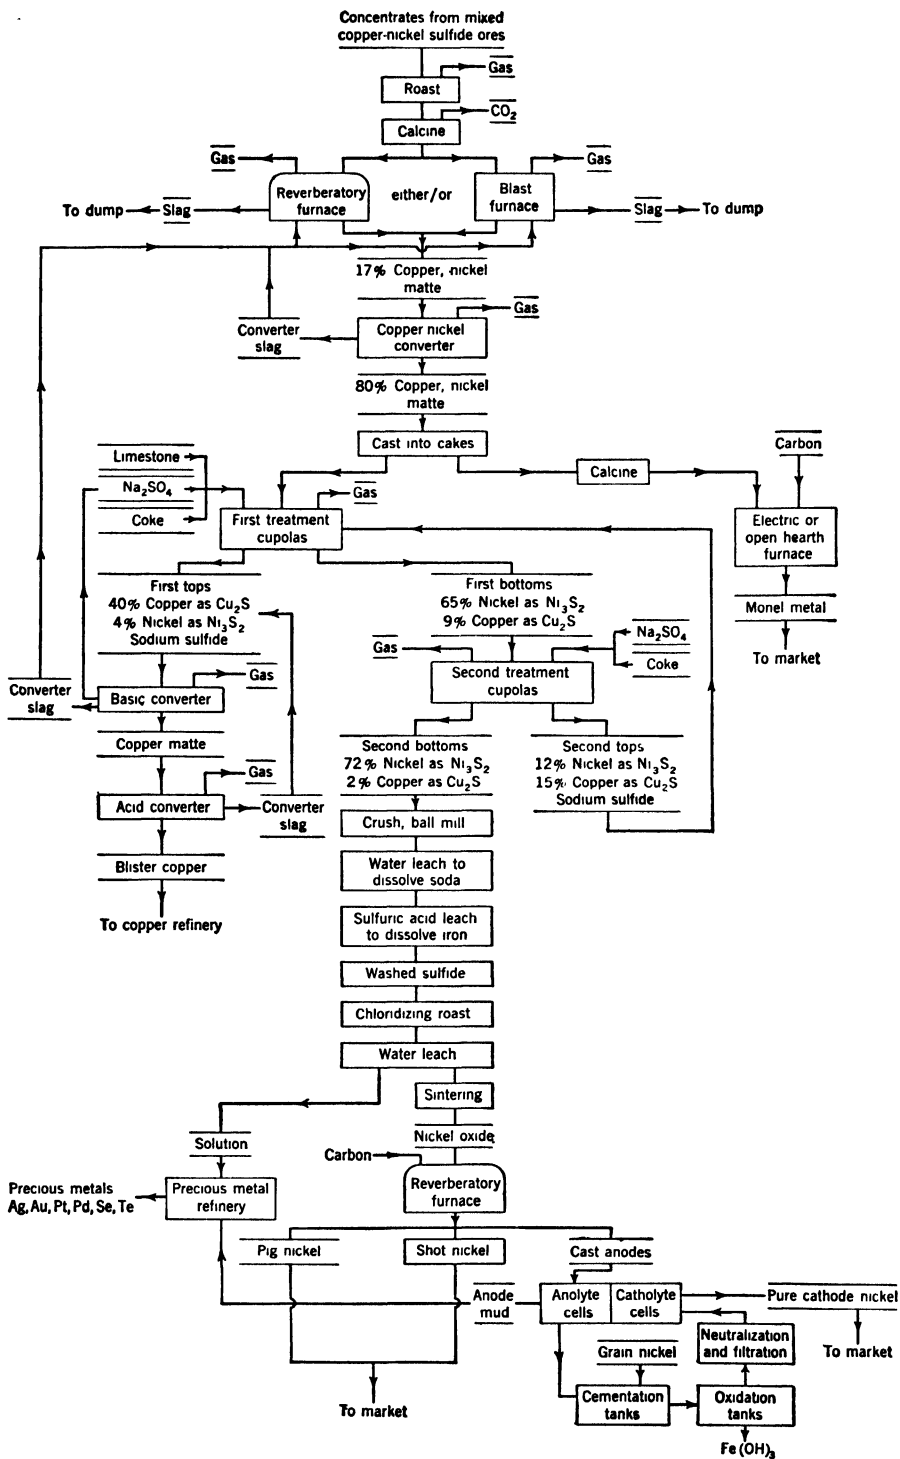 Concentrates from mixed
copper-nickel sulfide ores
Gas
Roast
CO₂
Calcine
Gas
Gas
Reverberatory
furnace
either/or
Blast
furnace
To dump
Slag
Slag
To dump
17% Copper, nickel
matte
Gas
Converter
slag
Copper nickel
converter
80% Copper, nickel
matte
Cast into cakes
Limestone
Na₂SO₄
Coke
Gas
Calcine
Carbon
First treatment
cupolas
Electric or
open hearth
furnace
First tops
40% Copper as Cu₂S
4% Nickel as Ni₃S₂
Sodium sulfide
First bottoms
65% Nickel as Ni₃S₂
9% Copper as Cu₂S
Monel metal
To market
Gas
Na₂SO₄
Coke
Second treatment
cupolas
Converter
slag
Gas
Basic converter
Copper matte
Second bottoms
72% Nickel as Ni₃S₂
2% Copper as Cu₂S
Second tops
12% Nickel as Ni₃S₂
15% Copper as Cu₂S
Sodium sulfide
Gas
Acid converter
Converter
slag
Crush, ball mill
Blister copper
To copper refinery
Water leach to
dissolve soda
Sulfuric acid leach
to dissolve iron
Washed sulfide
Chloridizing roast
Water leach
Sintering
Solution
Nickel oxide
Carbon
Precious metals
Ag, Au, Pt, Pd, Se, Te
Precious metal
refinery
Reverberatory
furnace
Pig nickel
Shot nickel
Cast anodes
Anode
mud
Anolyte
cells
Catholyte
cells
Pure cathode nickel
To market
Grain nickel
Neutralization
and filtration
Cementation
tanks
Oxidation
tanks
To market
Fe(OH)₃